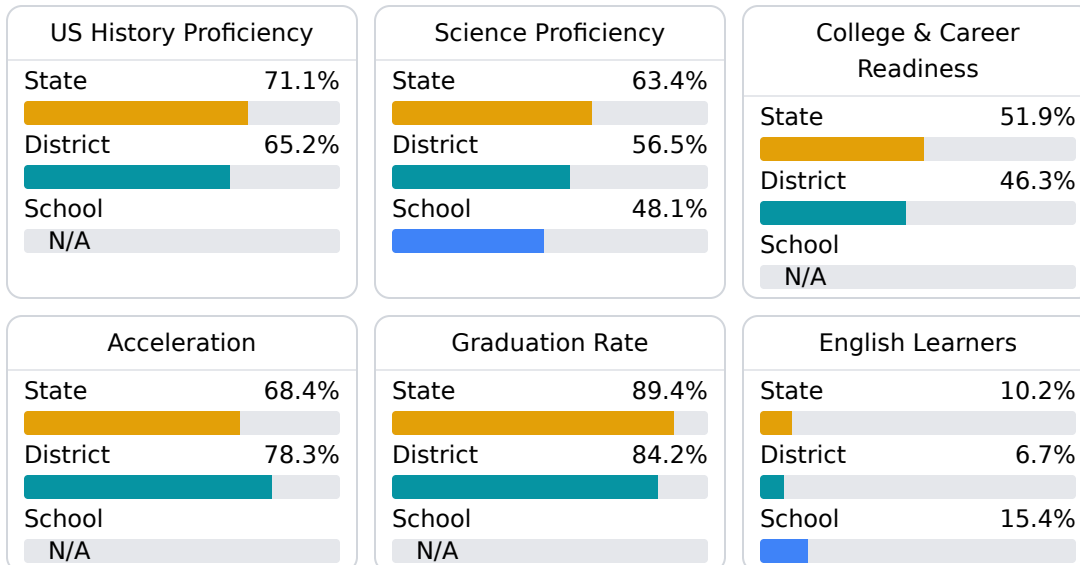 US History Proficiency
State 71.1%
District 65.2%
School
N/A
Science Proficiency
State 63.4%
District 56.5%
School 48.1%
College & Career
Readiness
State 51.9%
District 46.3%
School
N/A
Acceleration
State 68.4%
District 78.3%
School
N/A
Graduation Rate
State 89.4%
District 84.2%
School
N/A
English Learners
State 10.2%
District 6.7%
School 15.4%